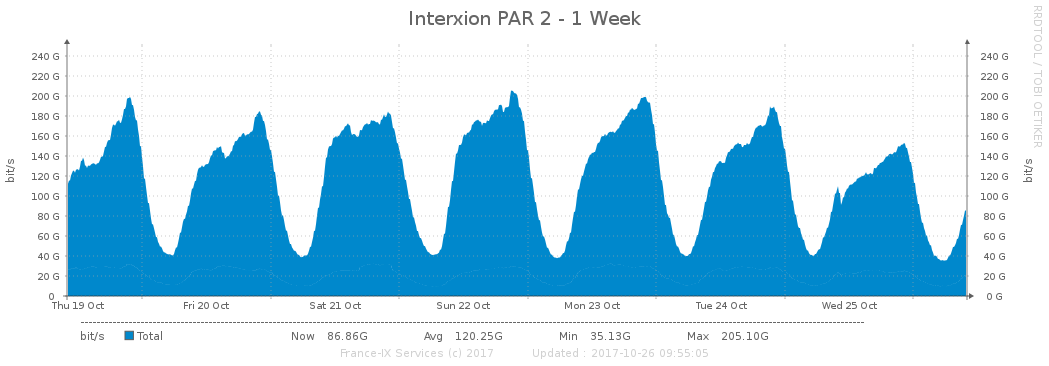 Interxion PAR 2 - 1 Week
RRDTOOL / TOBI OETIKER
240 G 240 G
220 G 220 G
200 G 200 G
180 G 180 G
160 G 160 G
140 G 140 G
120 G 120 G
100 G 100 G
80 G 80 G
60 G 60 G
40 G 40 G
20 G 20 G
0 0 G
bit/s
bit/s
Thu 19 Oct Fri 20 Oct Sat 21 Oct Sun 22 Oct Mon 23 Oct Tue 24 Oct Wed 25 Oct
bit/s Total Now 86.86G Avg 120.25G Min 35.13G Max 205.10G
France-IX Services (c) 2017 Updated : 2017-10-26 09:55:05